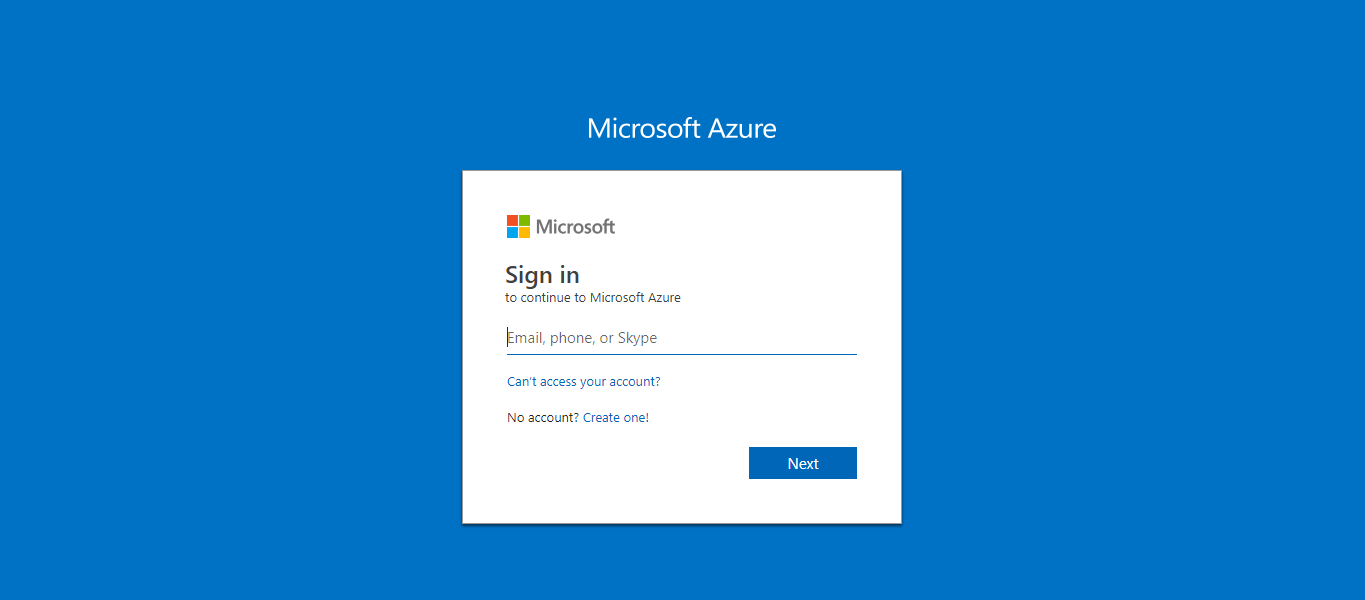 Microsoft Azure
Microsoft
Sign in
to continue to Microsoft Azure
Email, phone, or Skype
Can't access your account?
No account? Create one!
Next